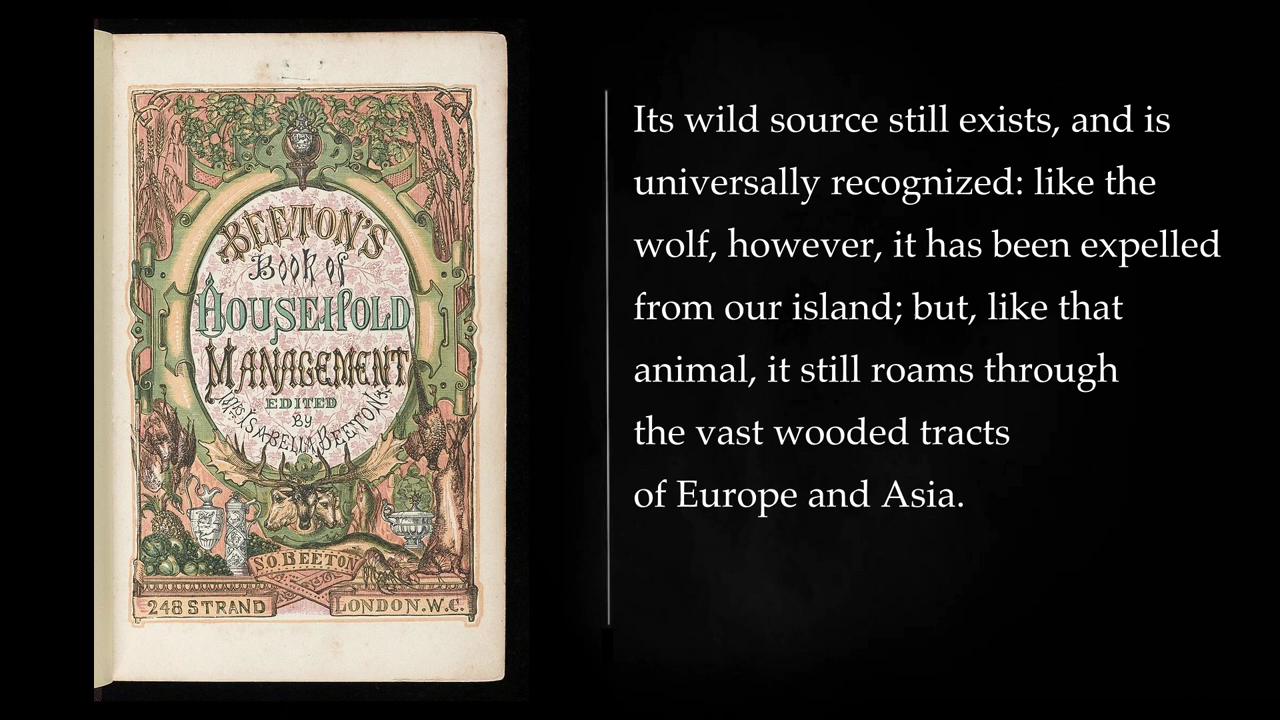 BEETON'S
Book of
HOUSEHOLD
MANAGEMENT
EDITED
By
MRS ISABELLA BEETON
S.O. BEETON
248 STRAND
LONDON. W.C.
Its wild source still exists, and is
universally recognized: like the
wolf, however, it has been expelled
from our island; but, like that
animal, it still roams through
the vast wooded tracts
of Europe and Asia.